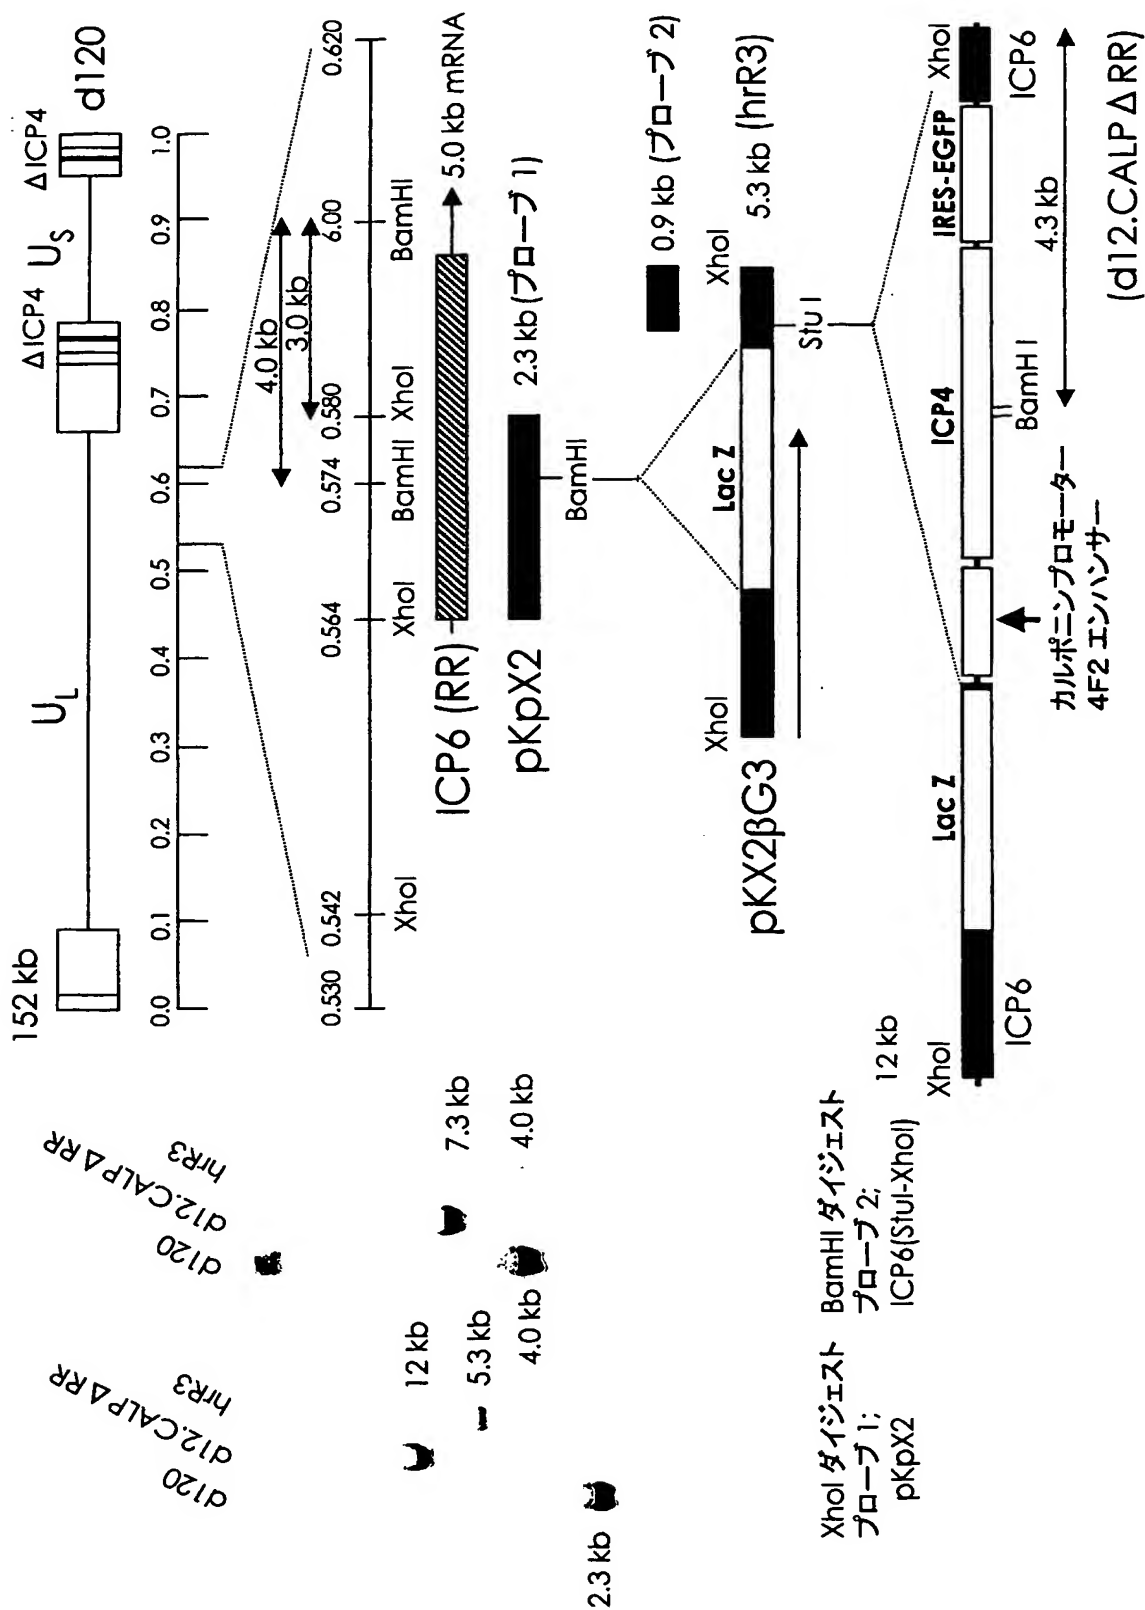 152 kb
U_L
ΔICP4
U_S
ΔICP4
d120
0.0
0.1
0.2
0.3
0.4
0.5
0.6
0.7
0.8
0.9
1.0
4.0 kb
3.0 kb
0.530
0.542
0.564
0.574
0.580
6.00
0.620
XhoI
XhoI
BamHI
XhoI
BamHI
ICP6 (RR)
5.0 kb mRNA
pKpX2
2.3 kb (プローブ 1)
BamHI
0.9 kb (プローブ 2)
XhoI
Lac Z
XhoI
pKX2βG3
5.3 kb (hrR3)
Stu I
12 kb
XhoI
Lac Z
ICP4
IRES-EGFP
XhoI
ICP6
カルポニンプロモーター
4F2 エンハンサー
BamH I
4.3 kb
ICP6
(d12.CALPΔRR)
d120
d12.CALPΔRR
hrR3
12 kb
5.3 kb
4.0 kb
2.3 kb
XhoI ダイジェスト
プローブ 1;
pKpX2
d120
d12.CALPΔRR
hrR3
7.3 kb
4.0 kb
BamHI ダイジェスト
プローブ 2;
ICP6(StuI-XhoI)